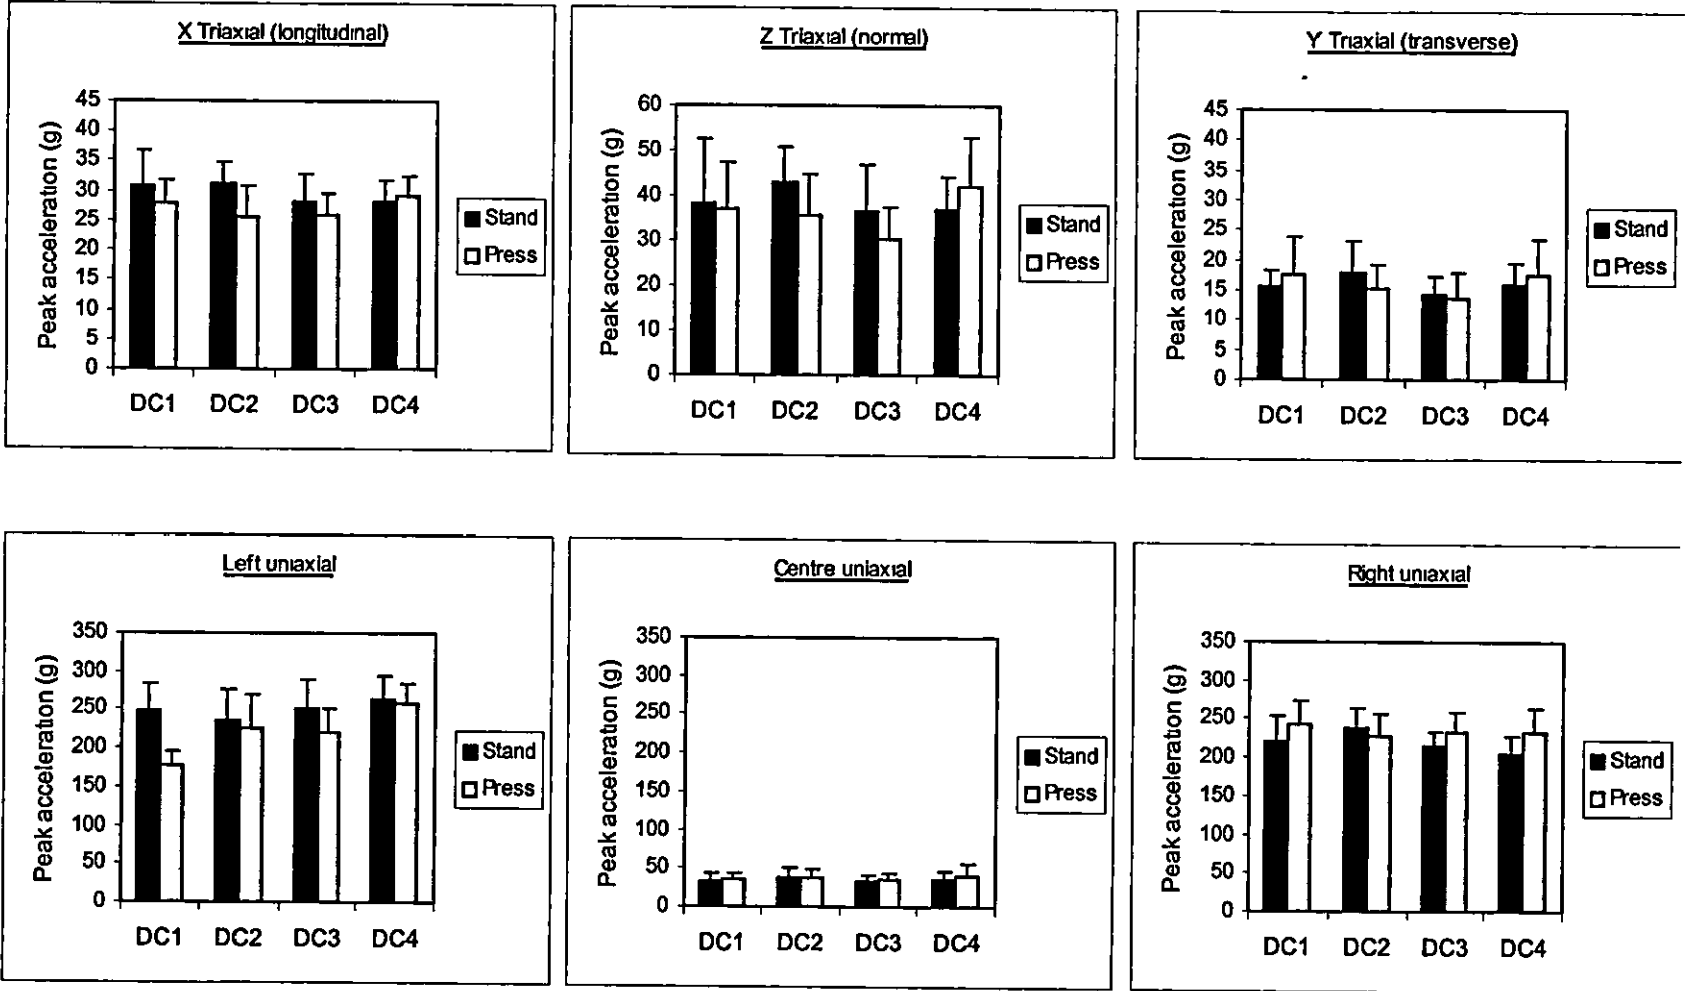 X Triaxial (longitudinal)
Peak acceleration (g)
45
40
35
30
25
20
15
10
5
0
DC1 DC2 DC3 DC4
Stand
Press
Z Triaxial (normal)
Peak acceleration (g)
60
50
40
30
20
10
0
DC1 DC2 DC3 DC4
Stand
Press
Y Triaxial (transverse)
Peak acceleration (g)
45
40
35
30
25
20
15
10
5
0
DC1 DC2 DC3 DC4
Stand
Press
Left uniaxial
Peak acceleration (g)
350
300
250
200
150
100
50
0
DC1 DC2 DC3 DC4
Stand
Press
Centre uniaxial
Peak acceleration (g)
350
300
250
200
150
100
50
0
DC1 DC2 DC3 DC4
Stand
Press
Right uniaxial
Peak acceleration (g)
350
300
250
200
150
100
50
0
DC1 DC2 DC3 DC4
Stand
Press